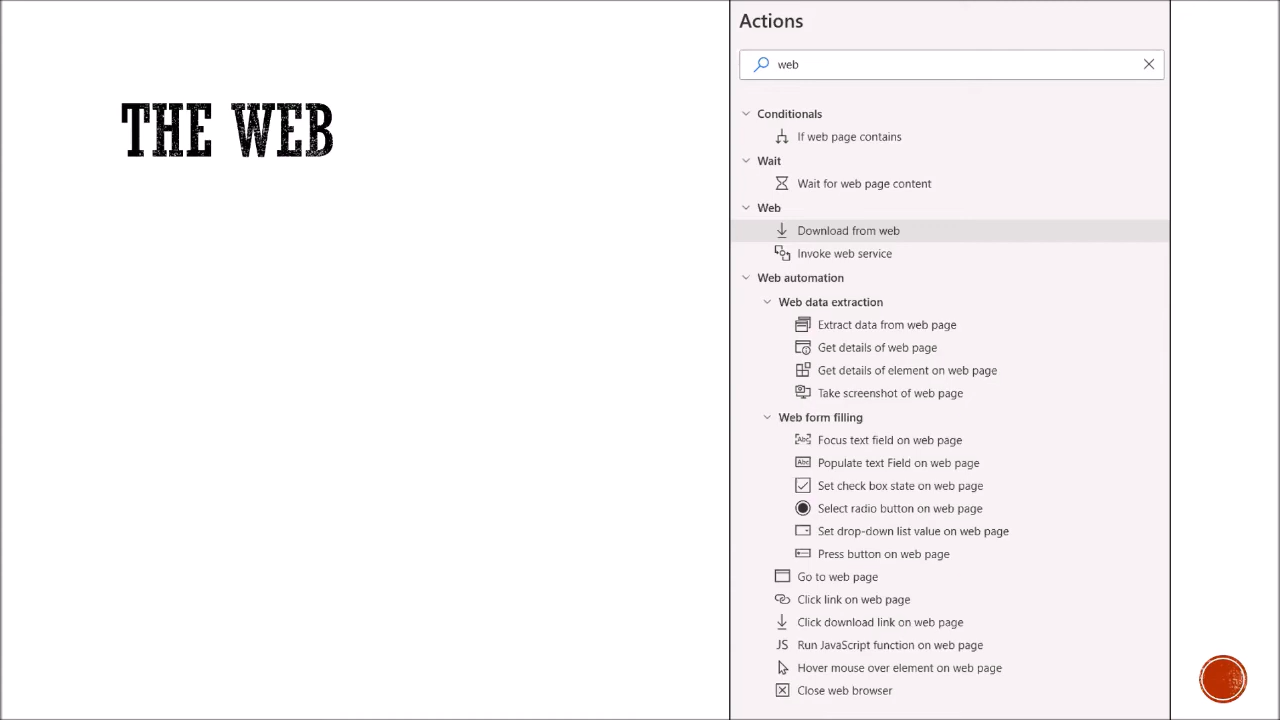 THE WEB
Actions
web
Conditionals
If web page contains
Wait
Wait for web page content
Web
Download from web
Invoke web service
Web automation
Web data extraction
Extract data from web page
Get details of web page
Get details of element on web page
Take screenshot of web page
Web form filling
Abc Focus text field on web page
Abc Populate text Field on web page
Set check box state on web page
Select radio button on web page
Set drop-down list value on web page
Press button on web page
Go to web page
Click link on web page
Click download link on web page
JS Run JavaScript function on web page
Hover mouse over element on web page
Close web browser